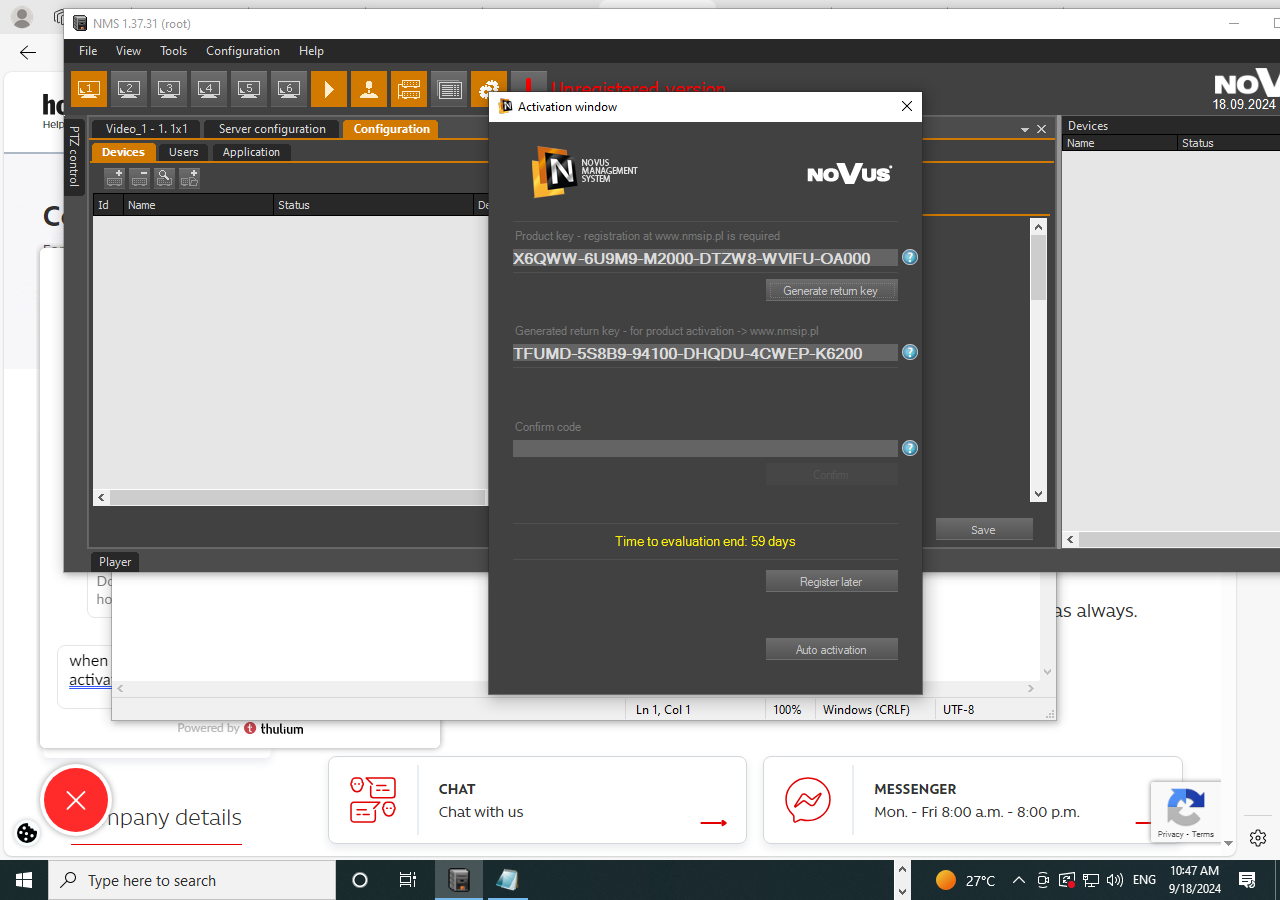 NMS 1.37.31 (root)
File View Tools Configuration Help
1 2 3 4 5 6
Unregistered version
NOV
18.09.2024
ho
Help
PTZ control
Video_1 - 1. 1x1 Server configuration Configuration
Devices Users Application
Id Name Status De
Devices
Name Status
Activation window
NOVUS
MANAGEMENT
SYSTEM
NOVUS
Product key - registration at www.nmsip.pl is required
X6QWW-6U9M9-M2000-DTZW8-WVIFU-OA000
Generate return key
Generated return key - for product activation -> www.nmsip.pl
TFUMD-5S8B9-94100-DHQDU-4CWEP-K6200
Confirm code
Confirm
Time to evaluation end: 59 days
Register later
Auto activation
Save
Player
Do
ho
when
activa
as always.
Ln 1, Col 1 100% Windows (CRLF) UTF-8
Powered by thulium
CHAT
Chat with us
MESSENGER
Mon. - Fri 8:00 a.m. - 8:00 p.m.
mpany details
Privacy - Terms
Type here to search
27°C
ENG
10:47 AM
9/18/2024